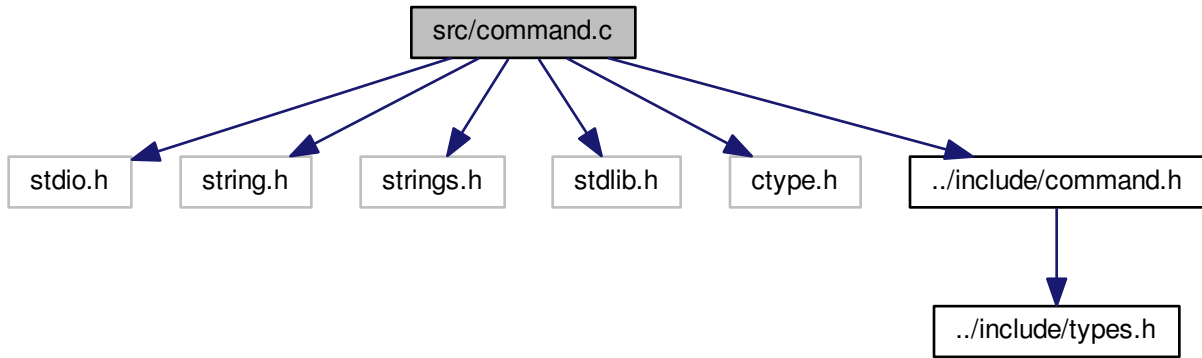 src/command.c
stdio.h
string.h
strings.h
stdlib.h
ctype.h
../include/command.h
../include/types.h